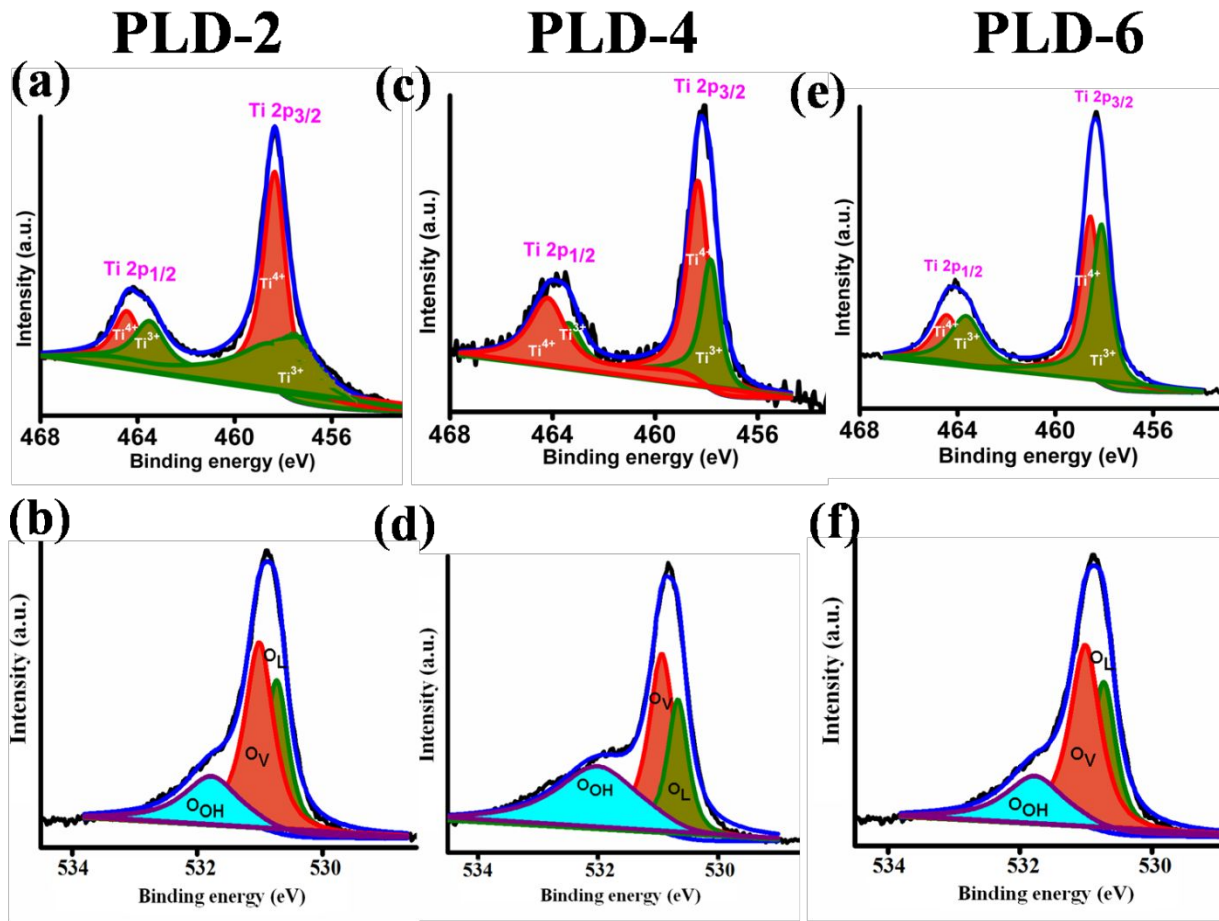 PLD-2
PLD-4
PLD-6
(a)
Ti 2p3/2
Ti 2p1/2
Ti4+
Ti4+
Ti3+
Ti3+
Intensity (a.u.)
468 464 460 456
Binding energy (eV)
(c)
Ti 2p3/2
Ti 2p1/2
Ti4+
Ti3+
Ti4+
Ti3+
Intensity (a.u.)
468 464 460 456
Binding energy (eV)
(e)
Ti 2p3/2
Ti 2p1/2
Ti4+
Ti4+
Ti3+
Ti3+
Intensity (a.u.)
468 464 460 456
Binding energy (eV)
(b)
OL
OV
OOH
Intensity (a.u.)
534 532 530
Binding energy (eV)
(d)
OV
OOH
OL
Intensity (a.u.)
534 532 530
Binding energy (eV)
(f)
OL
OV
OOH
Intensity (a.u.)
534 532 530
Binding energy (eV)